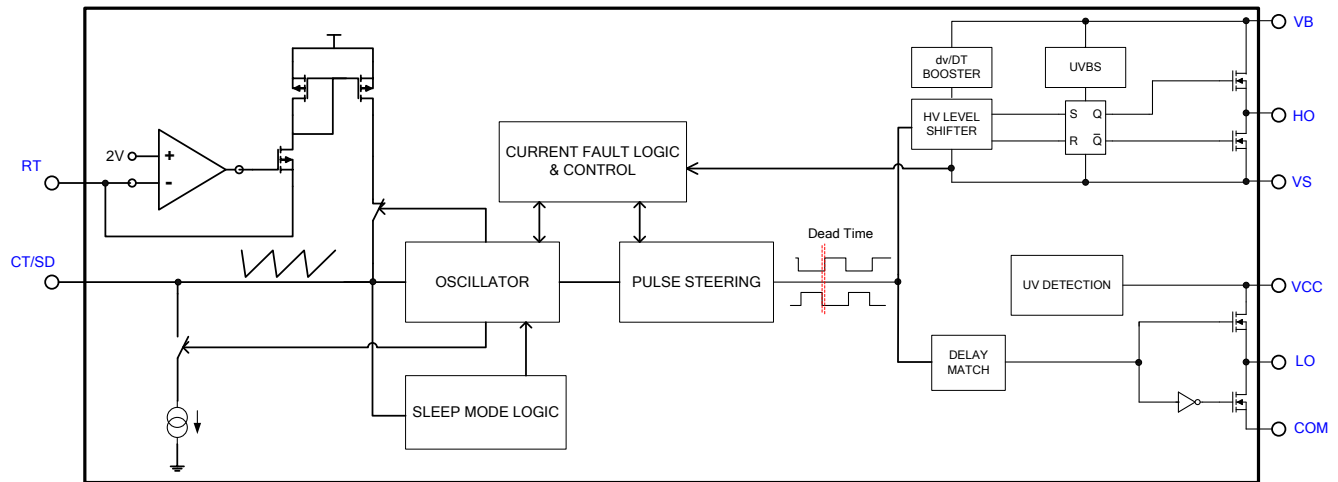 VB
dv/DT
BOOSTER
UVBS
2V
+
-
RT
HV LEVEL
SHIFTER
S Q
R Q̅
HO
CURRENT FAULT LOGIC
& CONTROL
VS
CT/SD
Dead Time
OSCILLATOR
PULSE STEERING
UV DETECTION
VCC
DELAY
MATCH
LO
SLEEP MODE LOGIC
COM